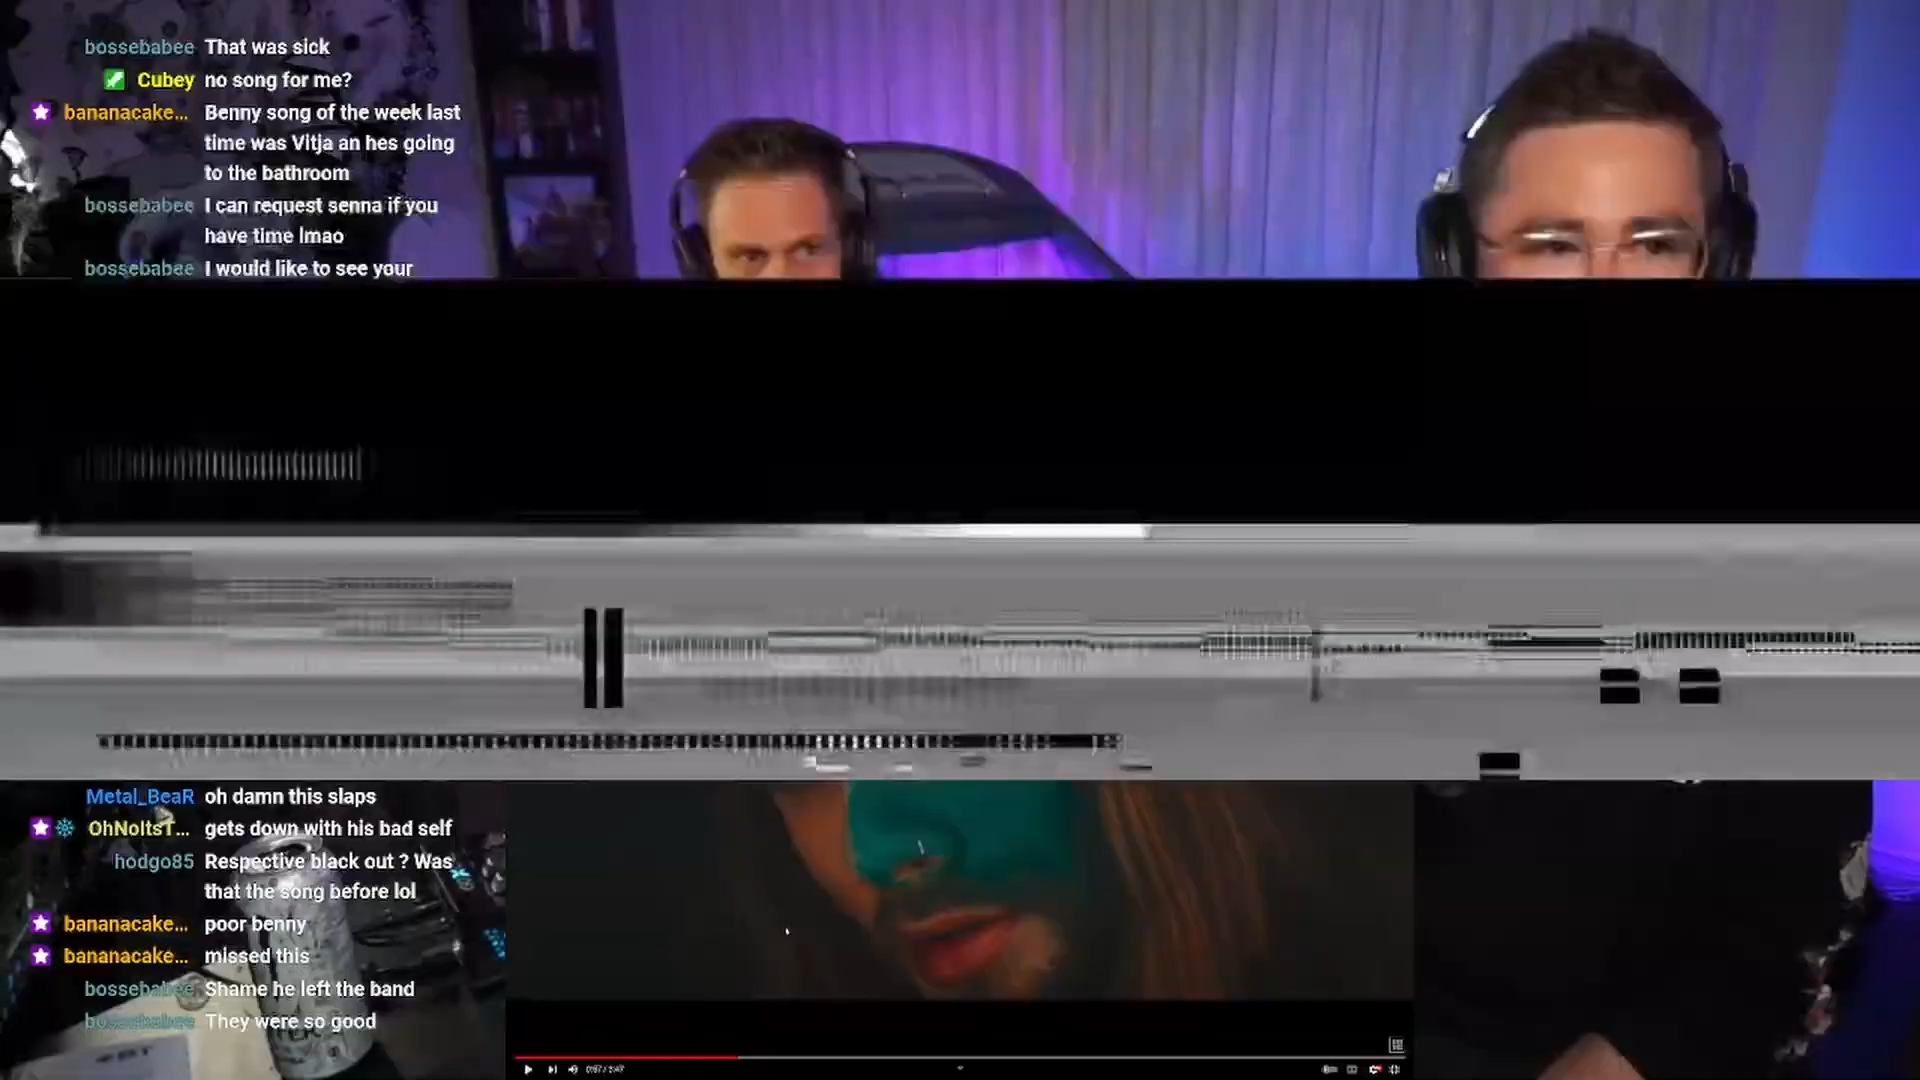 bossebabee That was sick
Cubey no song for me?
bananacake... Benny song of the week last
time was Vitja an hes going
to the bathroom
bossebabee I can request senna if you
have time lmao
bossebabee I would like to see your
Metal_BeaR oh damn this slaps
OhNoItsT... gets down with his bad self
hodgo85 Respective black out ? Was
that the song before lol
bananacake... poor benny
bananacake... missed this
bossebabee Shame he left the band
bossebabee They were so good